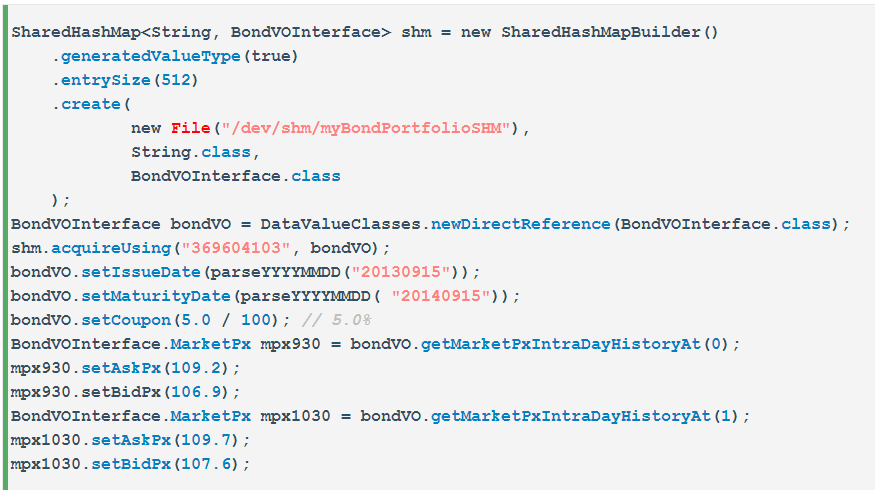 SharedHashMap<String, BondVOInterface> shm = new SharedHashMapBuilder()
    .generatedValueType(true)
    .entrySize(512)
    .create(
            new File("/dev/shm/myBondPortfolioSHM"),
            String.class,
            BondVOInterface.class
    );
BondVOInterface bondVO = DataValueClasses.newDirectReference(BondVOInterface.class);
shm.acquireUsing("369604103", bondVO);
bondVO.setIssueDate(parseYYYYMMDD("20130915"));
bondVO.setMaturityDate(parseYYYYMMDD( "20140915"));
bondVO.setCoupon(5.0 / 100); // 5.0%
BondVOInterface.MarketPx mpx930 = bondVO.getMarketPxIntraDayHistoryAt(0);
mpx930.setAskPx(109.2);
mpx930.setBidPx(106.9);
BondVOInterface.MarketPx mpx1030 = bondVO.getMarketPxIntraDayHistoryAt(1);
mpx1030.setAskPx(109.7);
mpx1030.setBidPx(107.6);